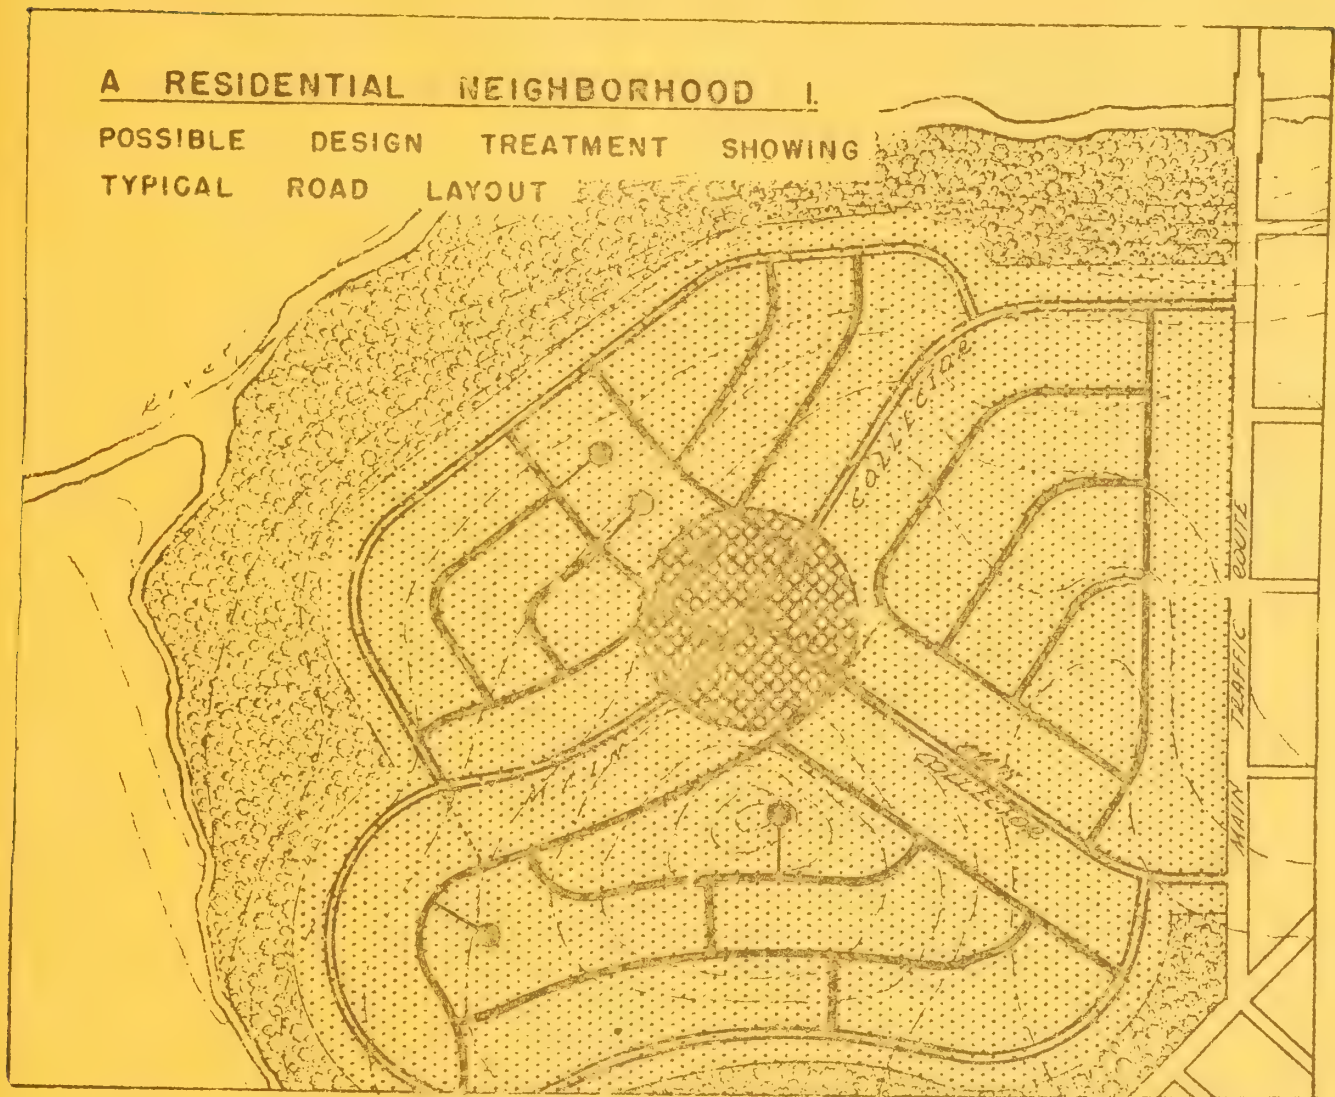 A RESIDENTIAL NEIGHBORHOOD I.
POSSIBLE DESIGN TREATMENT SHOWING
TYPICAL ROAD LAYOUT
River
COLLECTOR
MAIN TRAFFIC ROUTE
COLLECTOR